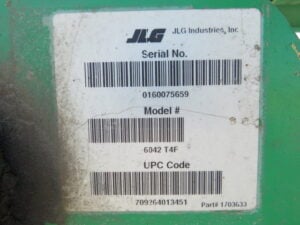 JLG JLG Industries, Inc.
Serial No.
0160075659
Model #
6042 T4F
UPC Code
709264013451 Part# 1703633